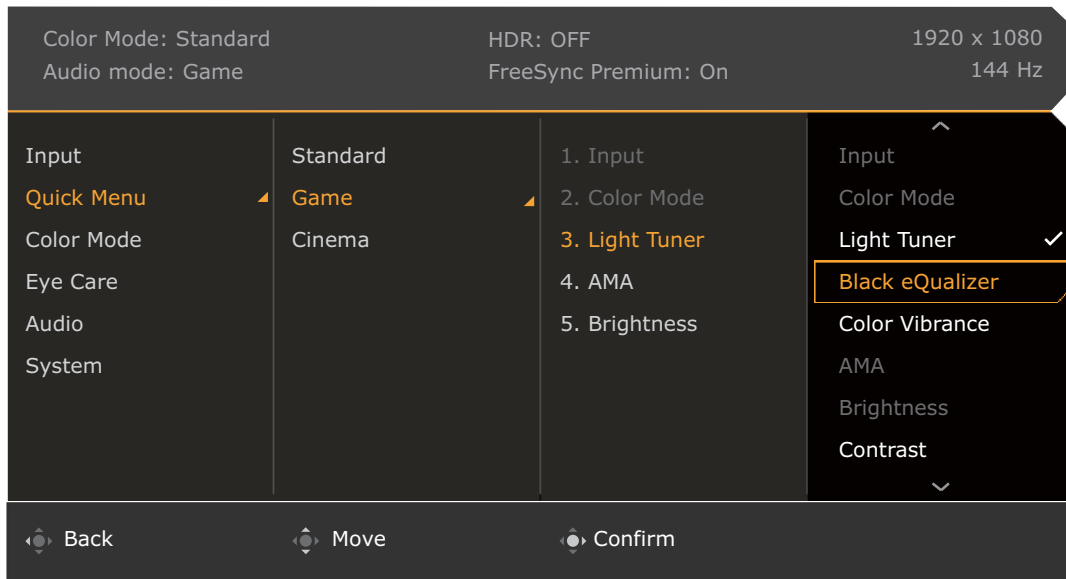 Color Mode: Standard
HDR: OFF
1920 x 1080
Audio mode: Game
FreeSync Premium: On
144 Hz
Input
Quick Menu
Color Mode
Eye Care
Audio
System
Standard
Game
Cinema
1. Input
2. Color Mode
3. Light Tuner
4. AMA
5. Brightness
Input
Color Mode
Light Tuner
Black eQualizer
Color Vibrance
AMA
Brightness
Contrast
Back
Move
Confirm